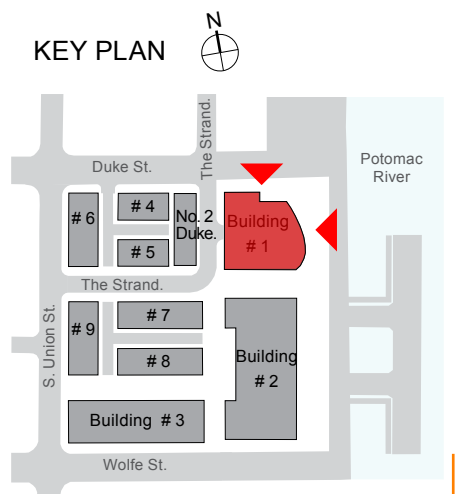 N
KEY PLAN
The Strand.
Duke St.
Potomac
River
# 6
# 4
No. 2
Duke.
Building
# 1
# 5
The Strand.
S. Union St.
# 9
# 7
# 8
Building
# 2
Building # 3
Wolfe St.